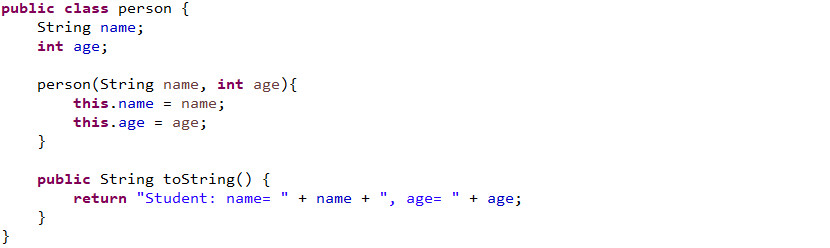 public class person {
    String name;
    int age;

    person(String name, int age){
        this.name = name;
        this.age = age;
    }

    public String toString() {
        return "Student: name= " + name + ", age= " + age;
    }
}